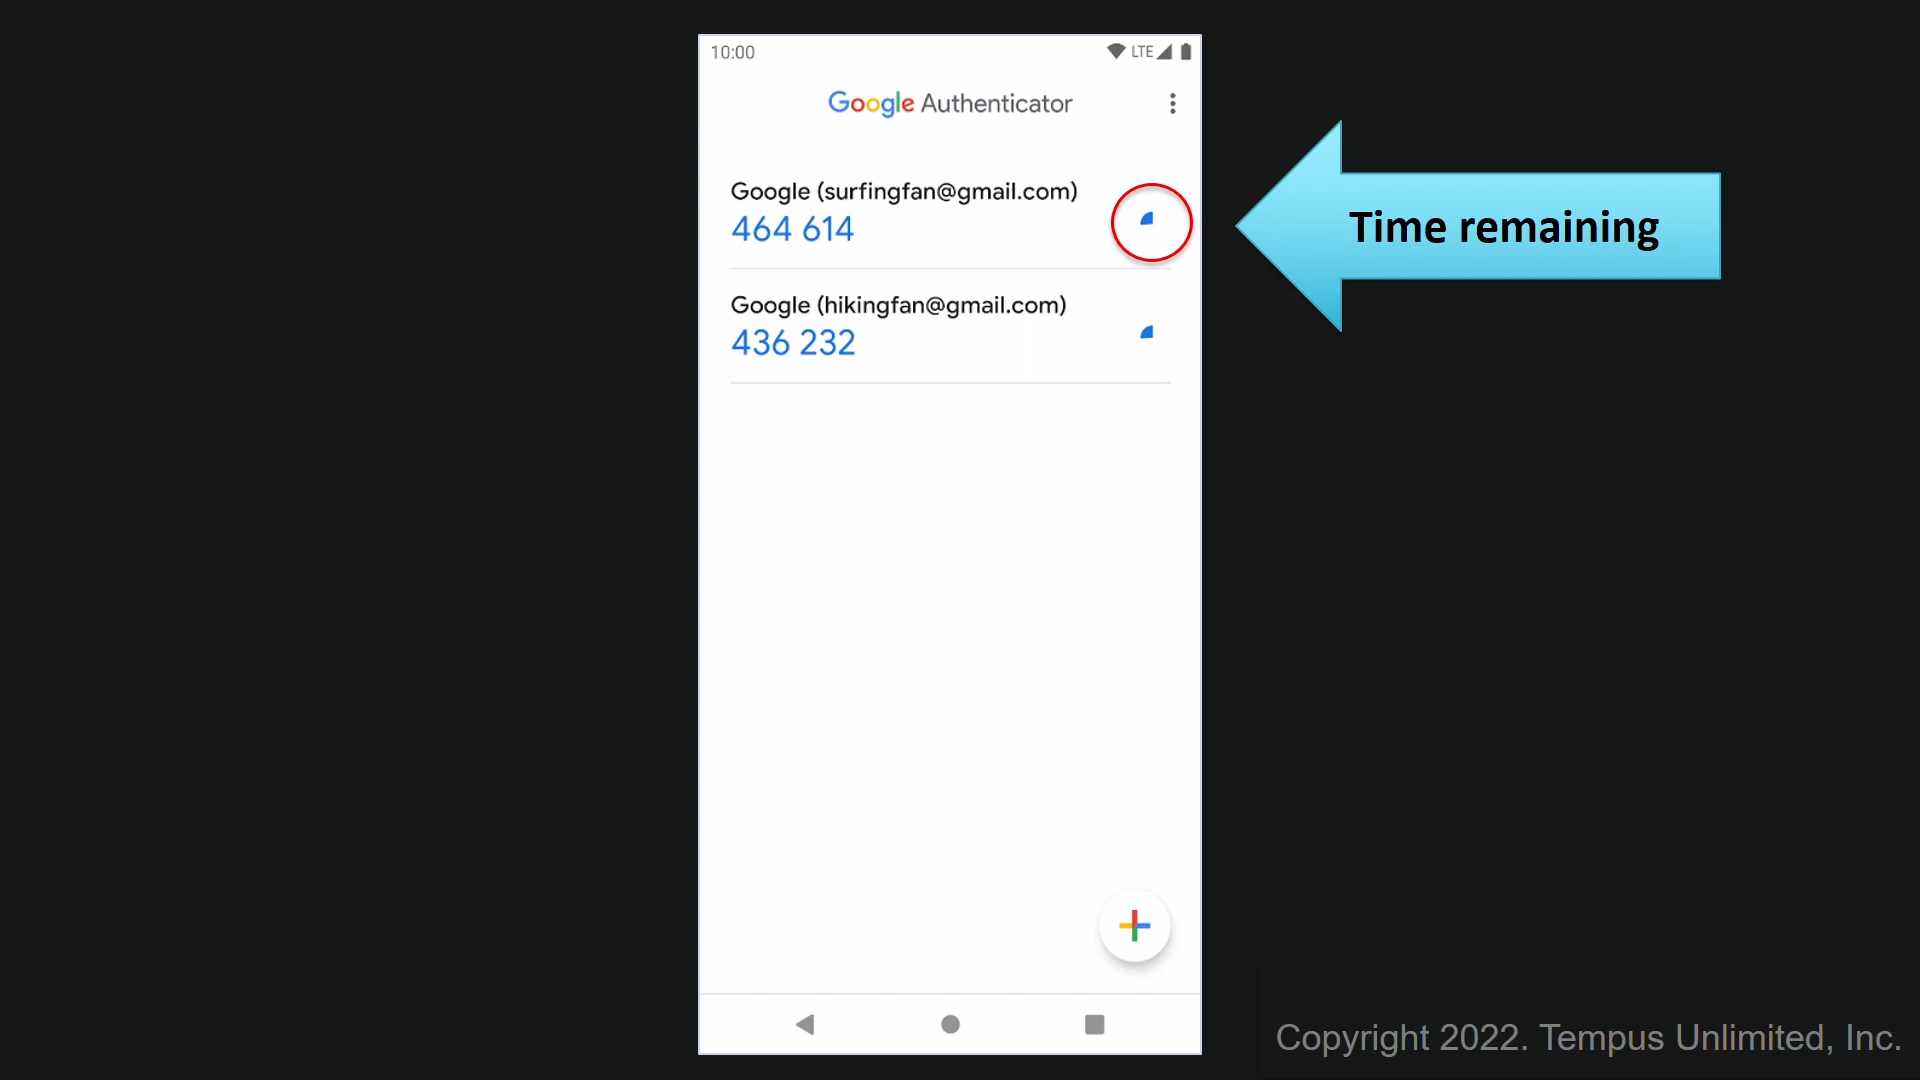 10:00
LTE
Google Authenticator
Google (surfingfan@gmail.com)
464 614
Time remaining
Google (hikingfan@gmail.com)
436 232
Copyright 2022. Tempus Unlimited, Inc.